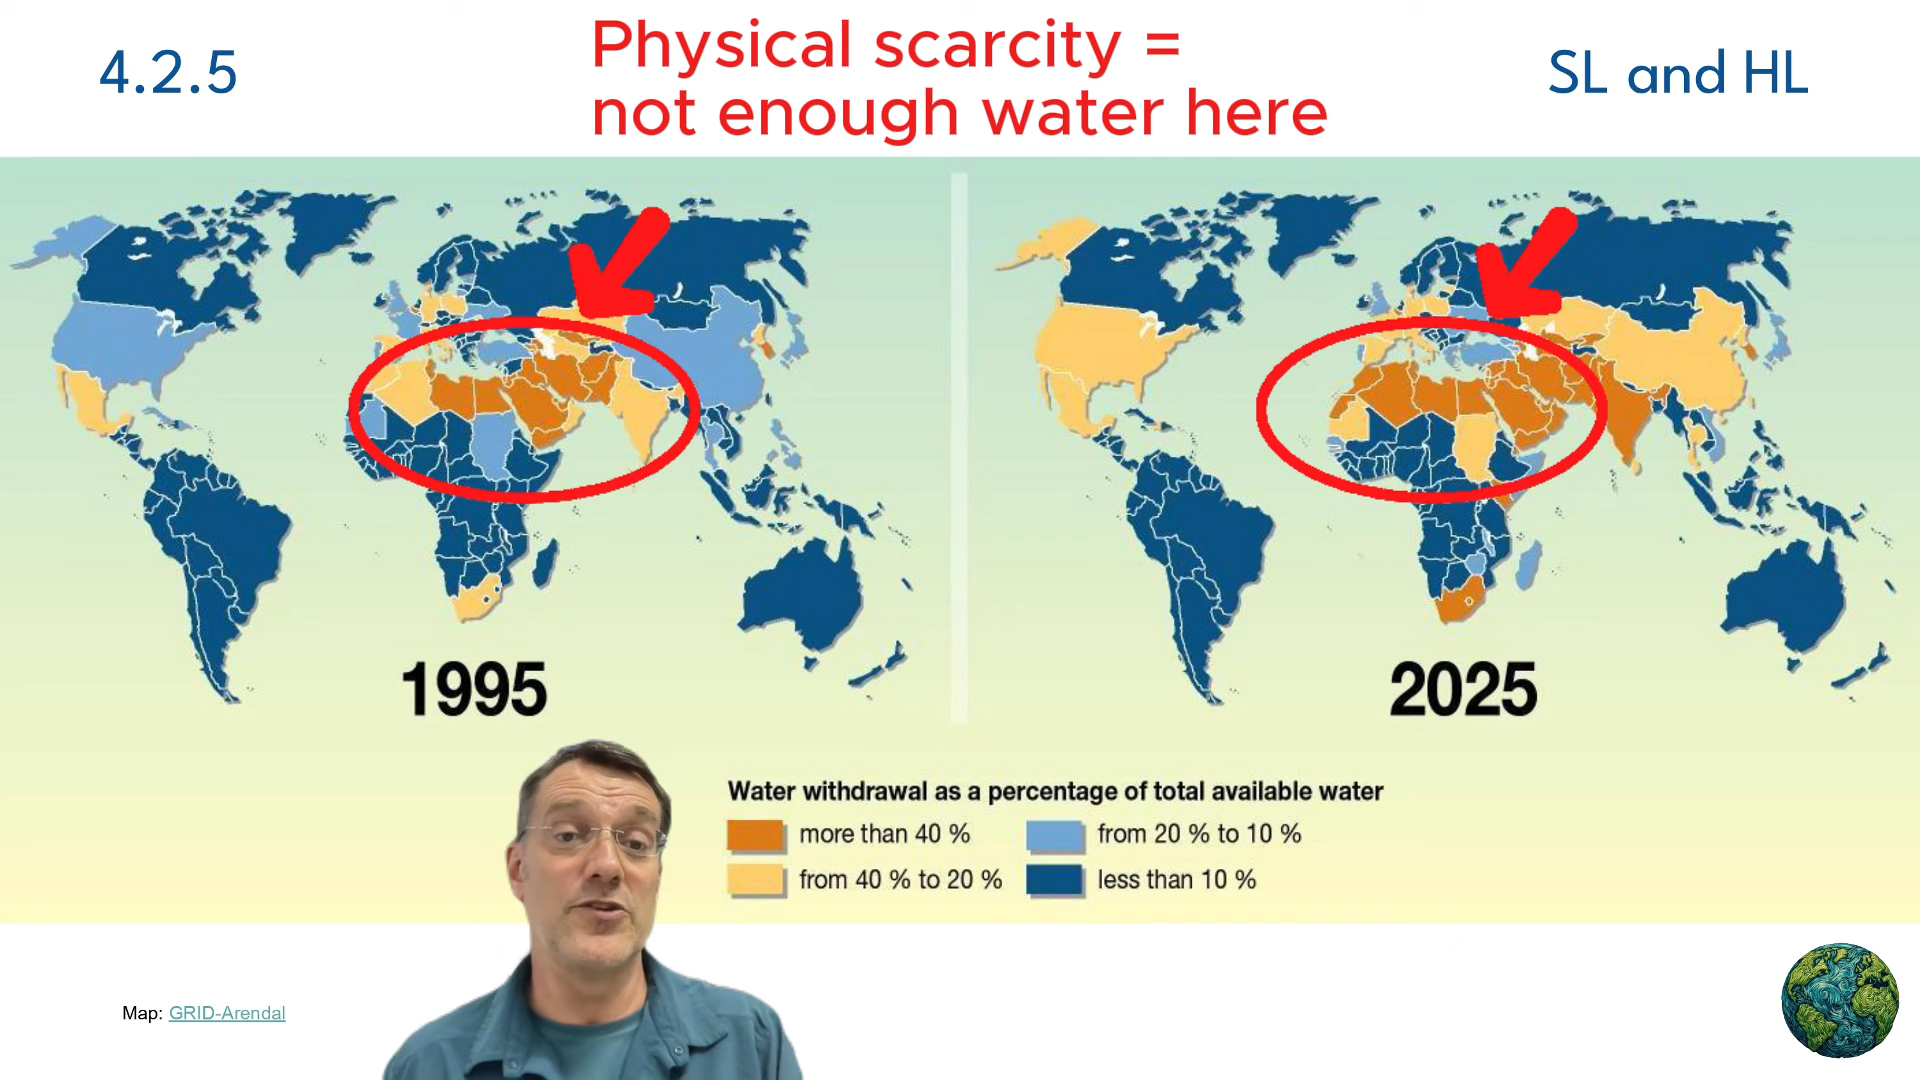 4.2.5
Physical scarcity =
not enough water here
SL and HL
1995
2025
Water withdrawal as a percentage of total available water
more than 40 %
from 20 % to 10 %
from 40 % to 20 %
less than 10 %
Map: GRID-Arendal